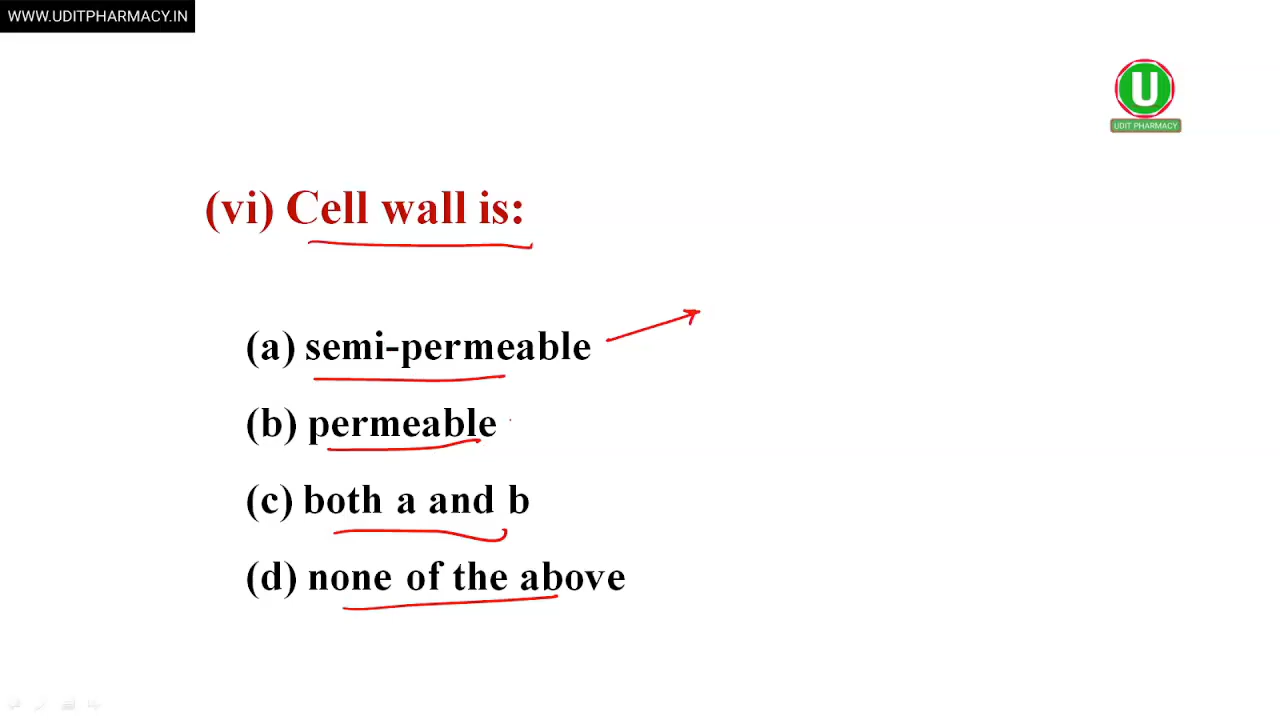 WWW.UDITPHARMACY.IN
U
UDIT PHARMACY
(vi) Cell wall is:
(a) semi-permeable
(b) permeable
(c) both a and b
(d) none of the above